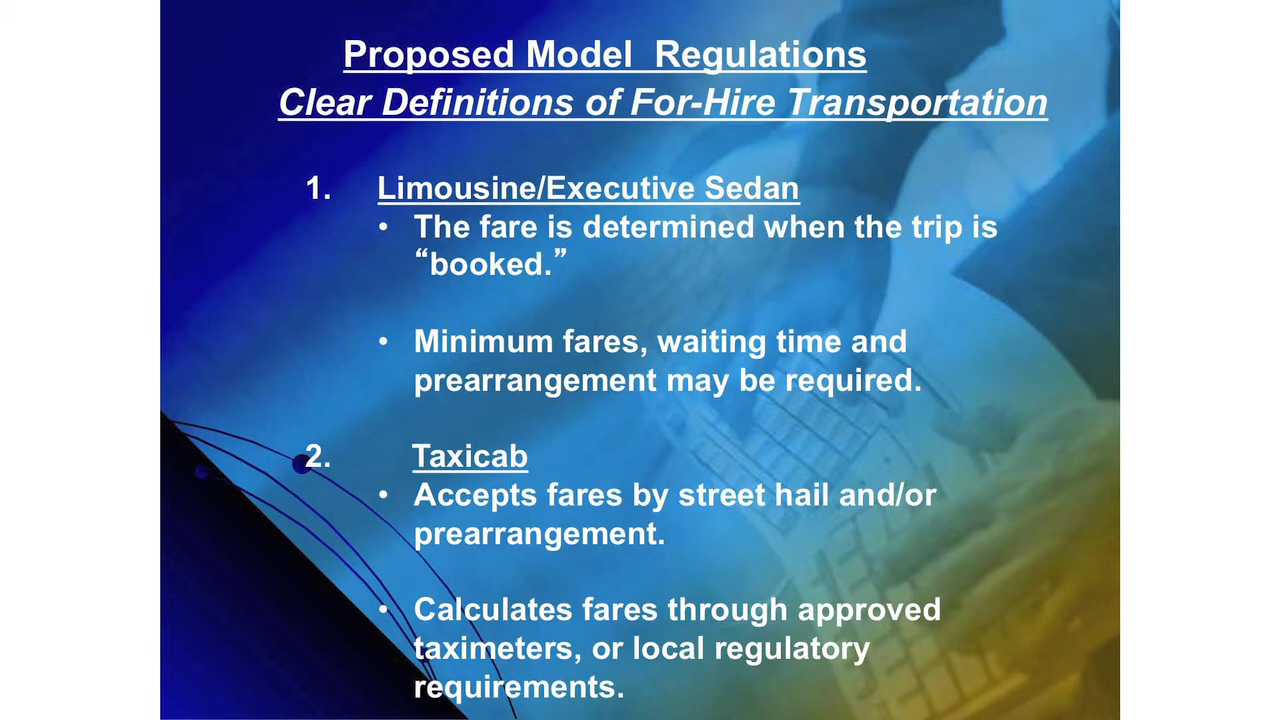 Proposed Model  Regulations
Clear Definitions of For-Hire Transportation
1. Limousine/Executive Sedan
• The fare is determined when the trip is
“booked.”
• Minimum fares, waiting time and
prearrangement may be required.
2. Taxicab
• Accepts fares by street hail and/or
prearrangement.
• Calculates fares through approved
taximeters, or local regulatory
requirements.